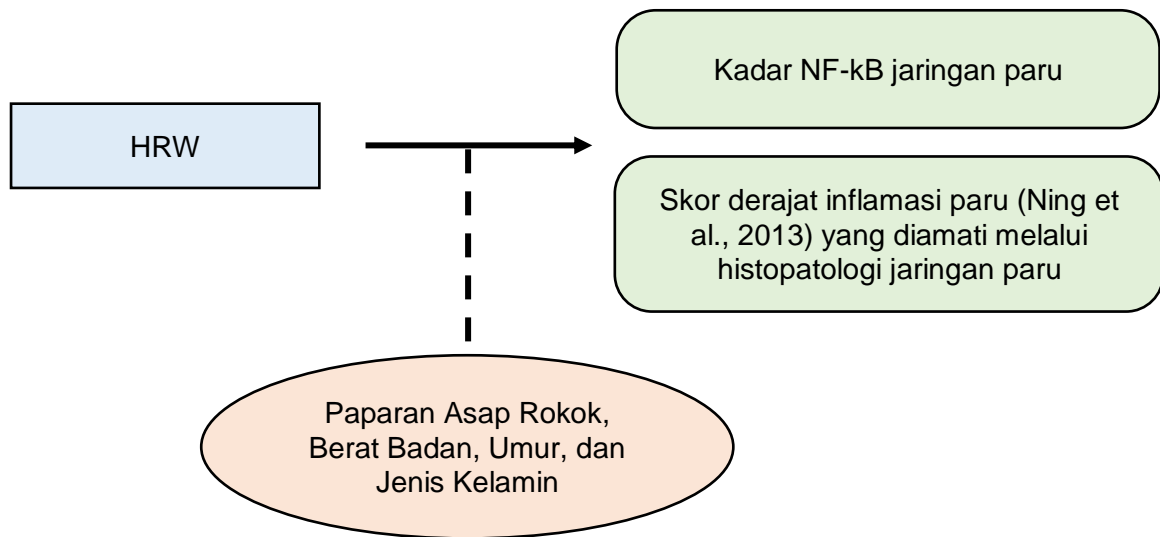 Kadar NF-kB jaringan paru
HRW
Skor derajat inflamasi paru (Ning et
al., 2013) yang diamati melalui
histopatologi jaringan paru
Paparan Asap Rokok,
Berat Badan, Umur, dan
Jenis Kelamin